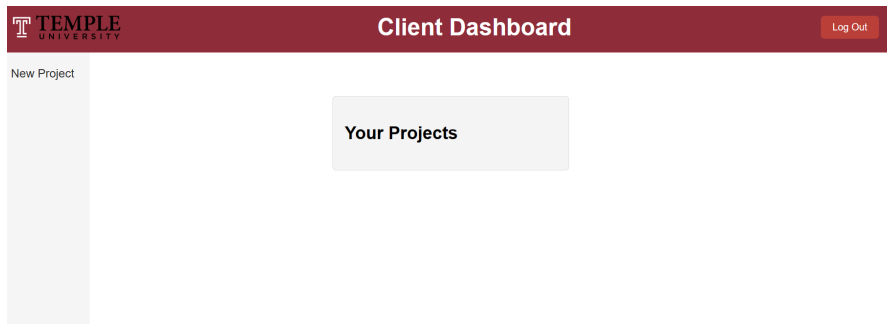 TEMPLE
UNIVERSITY
Client Dashboard
Log Out
New Project
Your Projects